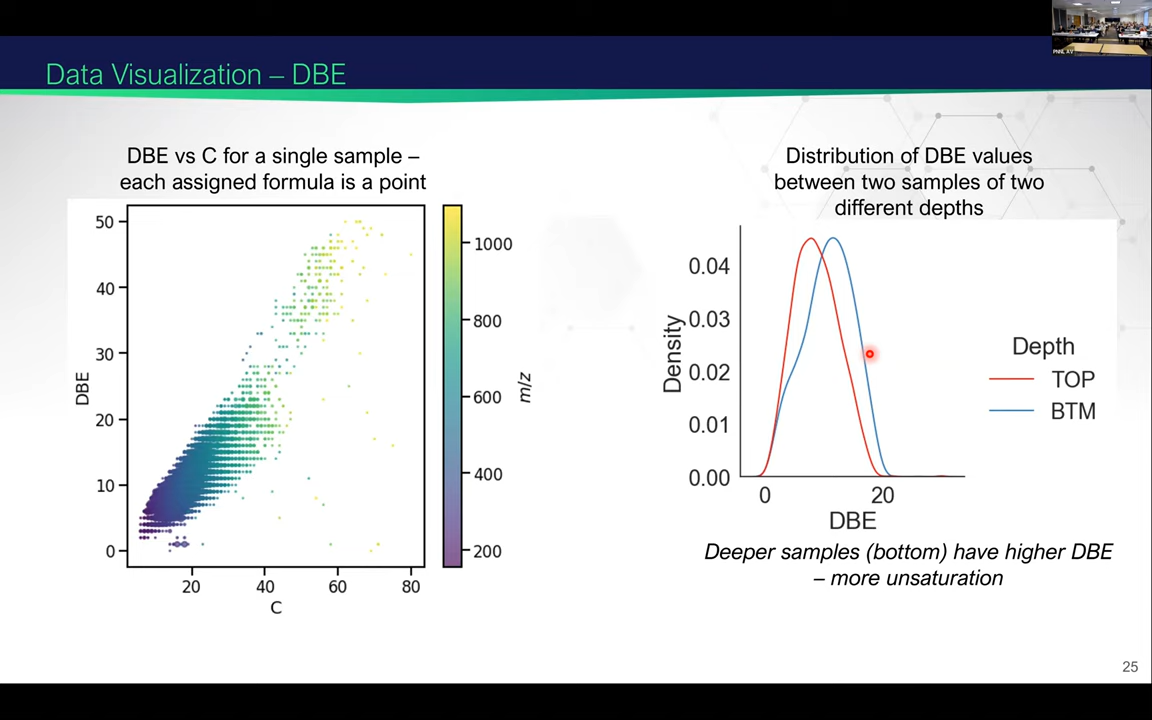 PNNL AV
Data Visualization – DBE
DBE vs C for a single sample –
each assigned formula is a point
50
40
30
20
10
0
DBE
20
40
60
80
C
1000
800
600
400
200
m/z
Distribution of DBE values
between two samples of two
different depths
0.04
0.03
0.02
0.01
0.00
Density
0
20
DBE
Depth
TOP
BTM
Deeper samples (bottom) have higher DBE
– more unsaturation
25